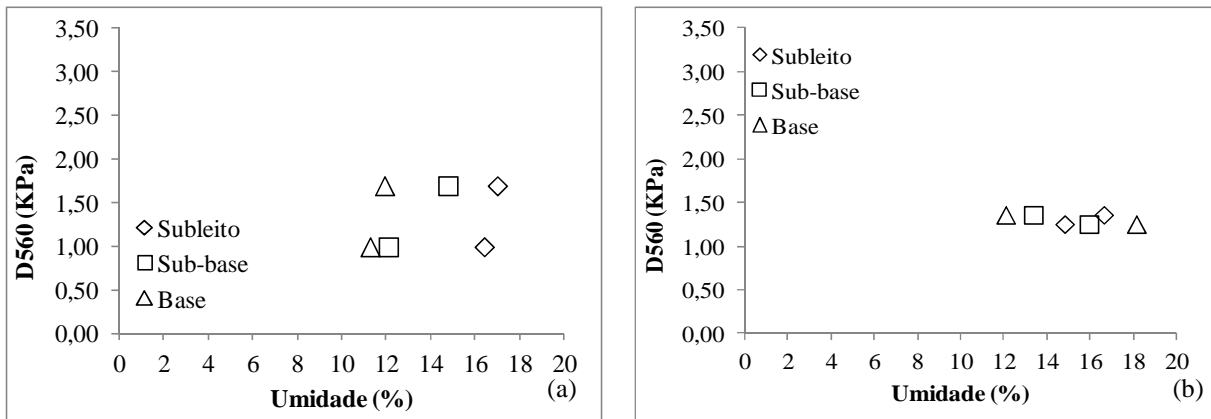 3,50
3,00
2,50
2,00
1,50
1,00
0,50
0,00
D560 (KPa)
Subleito
Sub-base
Base
0 2 4 6 8 10 12 14 16 18 20
Umidade (%)
(a)
3,50
3,00
2,50
2,00
1,50
1,00
0,50
0,00
D560 (KPa)
Subleito
Sub-base
Base
0 2 4 6 8 10 12 14 16 18 20
Umidade (%)
(b)